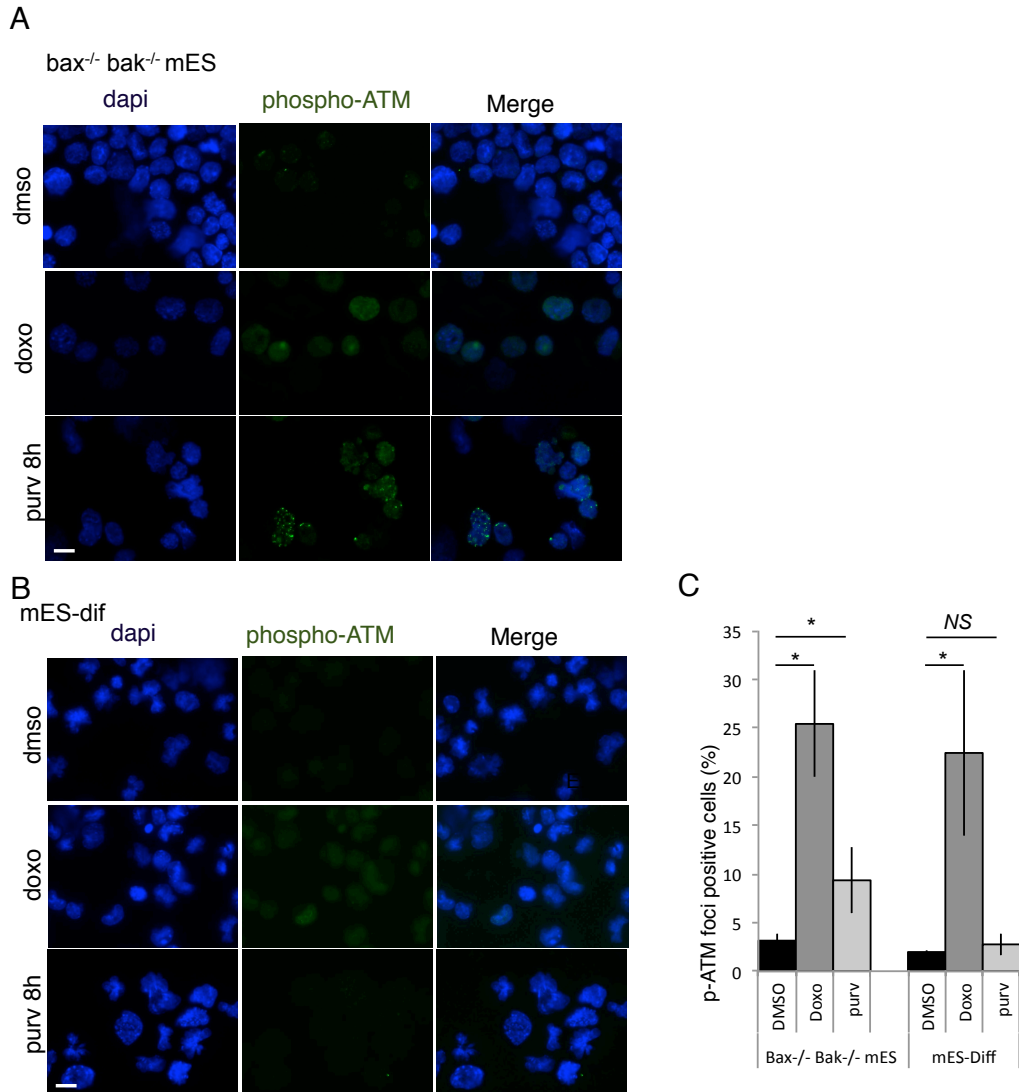 A
bax-/- bak-/- mES
dapi phospho-ATM Merge
dmso
doxo
purv 8h
B
mES-dif
dapi phospho-ATM Merge
dmso
E
doxo
purv 8h
C
p-ATM foci positive cells (%)
35
30
25
20
15
10
5
0
* * NS *
DMSO Doxo purv DMSO Doxo purv
Bax-/- Bak-/- mES mES-Diff